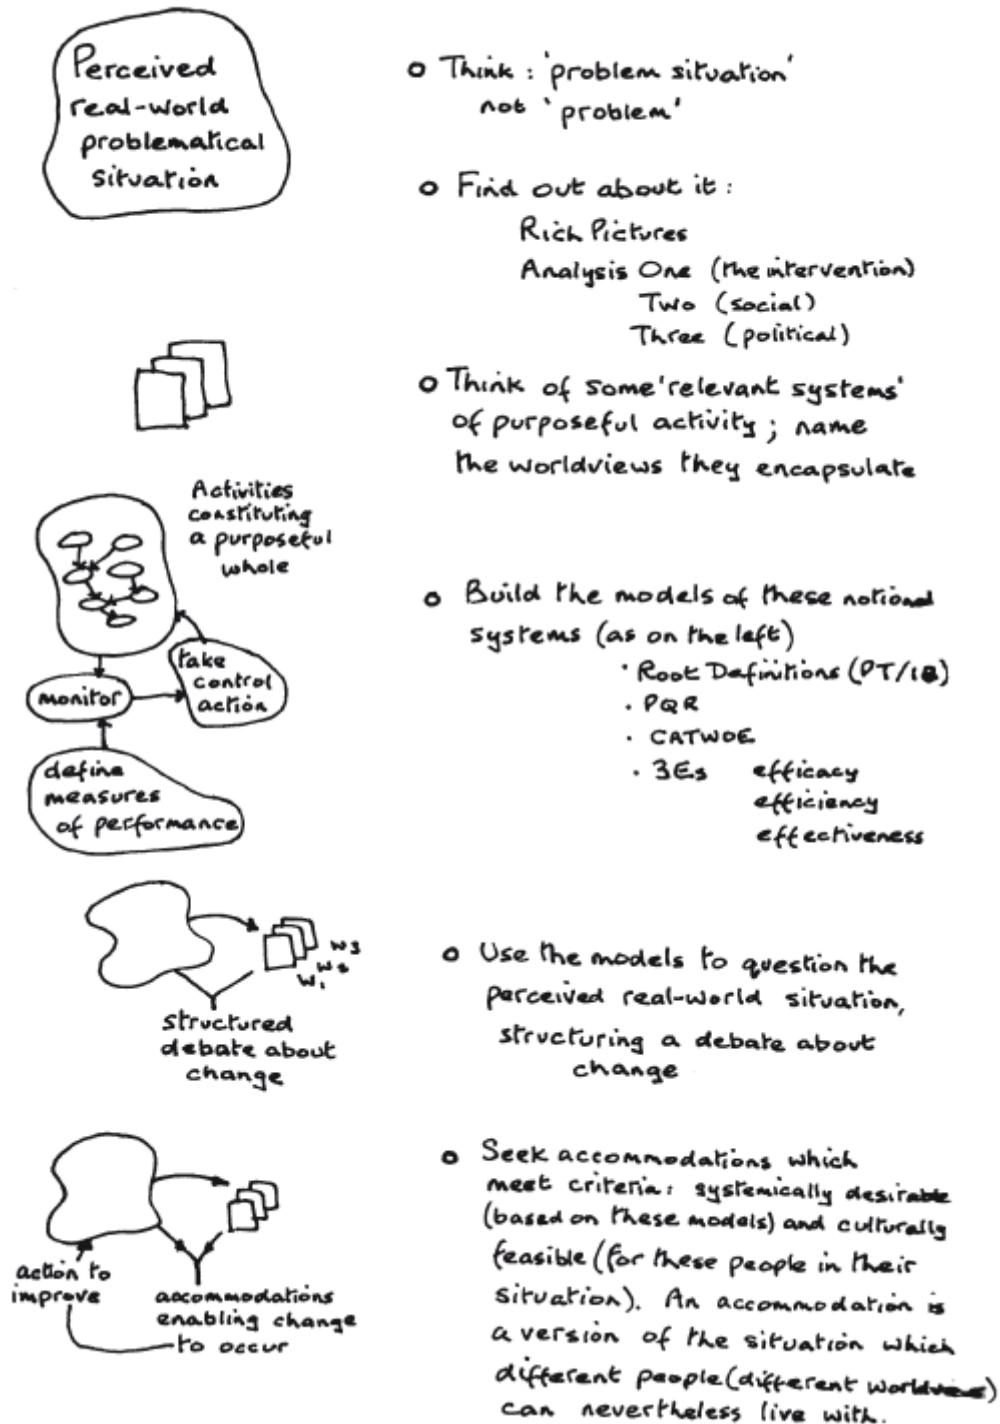 Perceived
real-world
problematical
situation
o Think : 'problem situation'
not 'problem'
o Find out about it :
Rich Pictures
Analysis One (the intervention)
Two (social)
Three (political)
o Think of some 'relevant systems'
of purposeful activity ; name
the worldviews they encapsulate
Activities
constituting
a purposeful
whole
take
control
action
monitor
define
measures
of performance
o Build the models of these notional
systems (as on the left)
· Root Definitions (PT/IB)
· PQR
· CATWOE
· 3Es efficacy
efficiency
effectiveness
W1 W2 W3
structured
debate about
change
o Use the models to question the
perceived real-world situation,
structuring a debate about
change
action to
improve
accommodations
enabling change
to occur
o Seek accommodations which
meet criteria: systemically desirable
(based on these models) and culturally
feasible (for these people in their
situation). An accommodation is
a version of the situation which
different people (different worldviews)
can nevertheless live with.